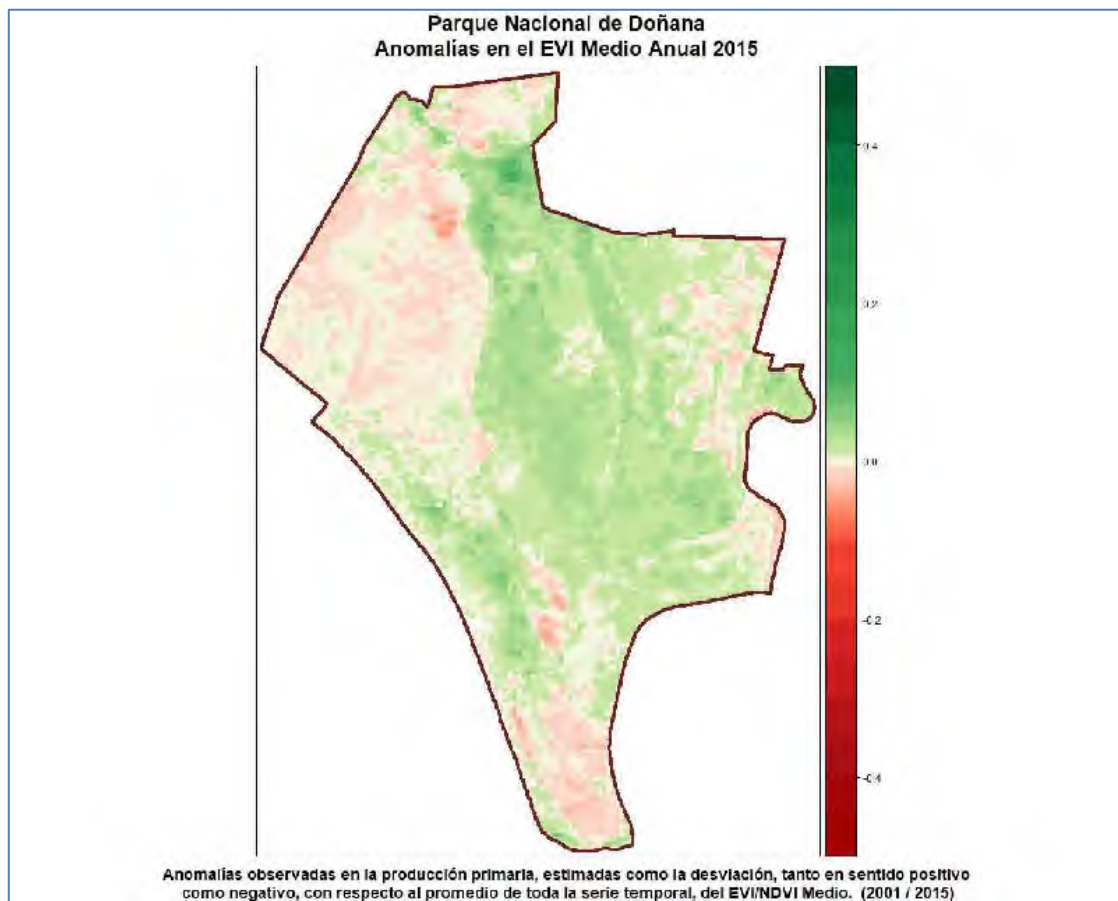 Parque Nacional de Doñana
Anomalías en el EVI Medio Anual 2015
0.4
0.2
0.0
-0.2
-0.4
Anomalías observadas en la producción primaria, estimadas como la desviación, tanto en sentido positivo
como negativo, con respecto al promedio de toda la serie temporal, del EVI/NDVI Medio. (2001 / 2015)